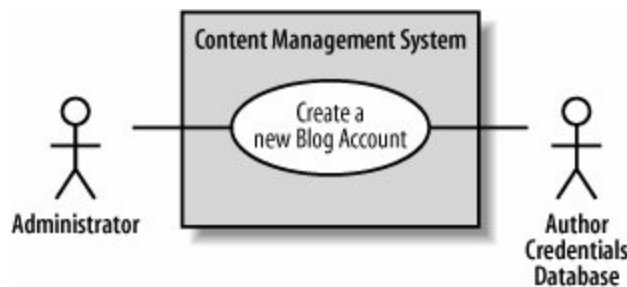 Content Management System
Create a
new Blog Account
Administrator
Author
Credentials
Database